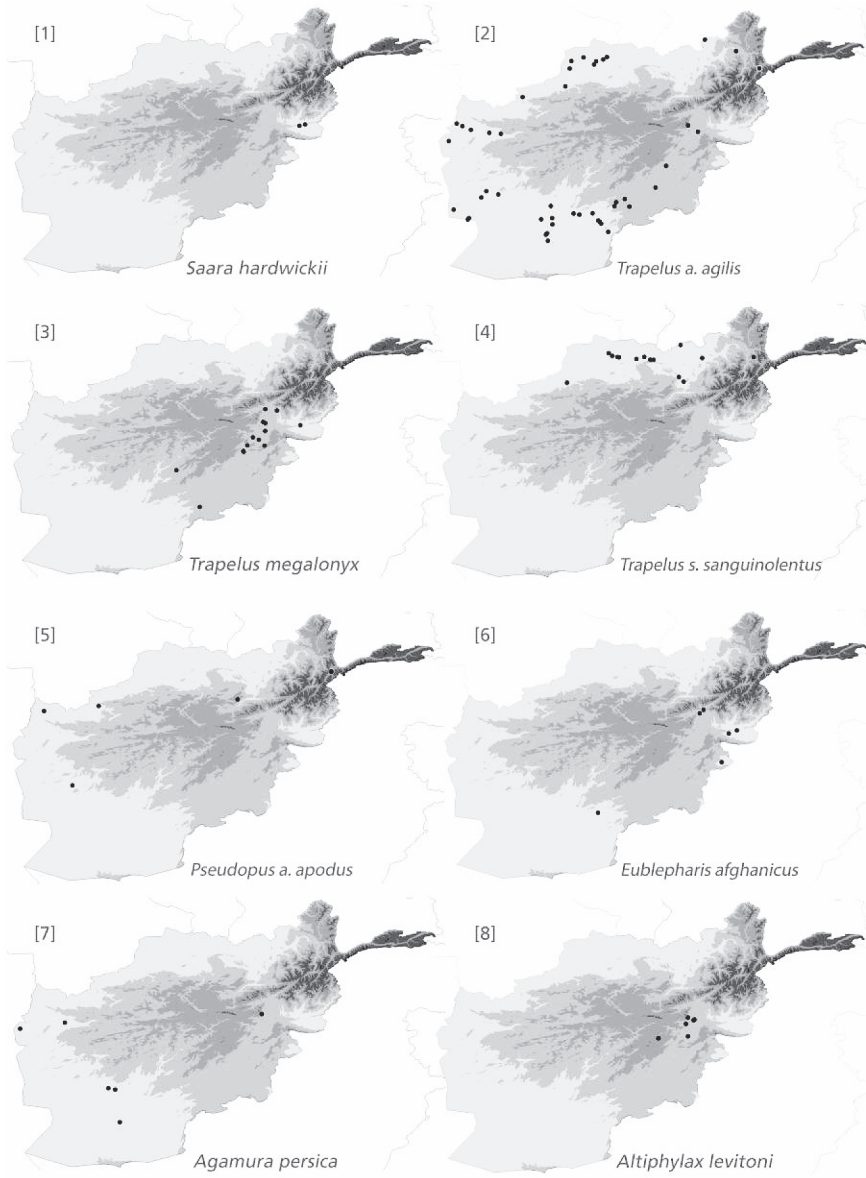 [1]
[2]
Saara hardwickii
Trapelus a. agilis
[3]
[4]
Trapelus megalonyx
Trapelus s. sanguinolentus
[5]
[6]
Pseudopus a. apodus
Eublepharis afghanicus
[7]
[8]
Agamura persica
Altiphylax levitoni